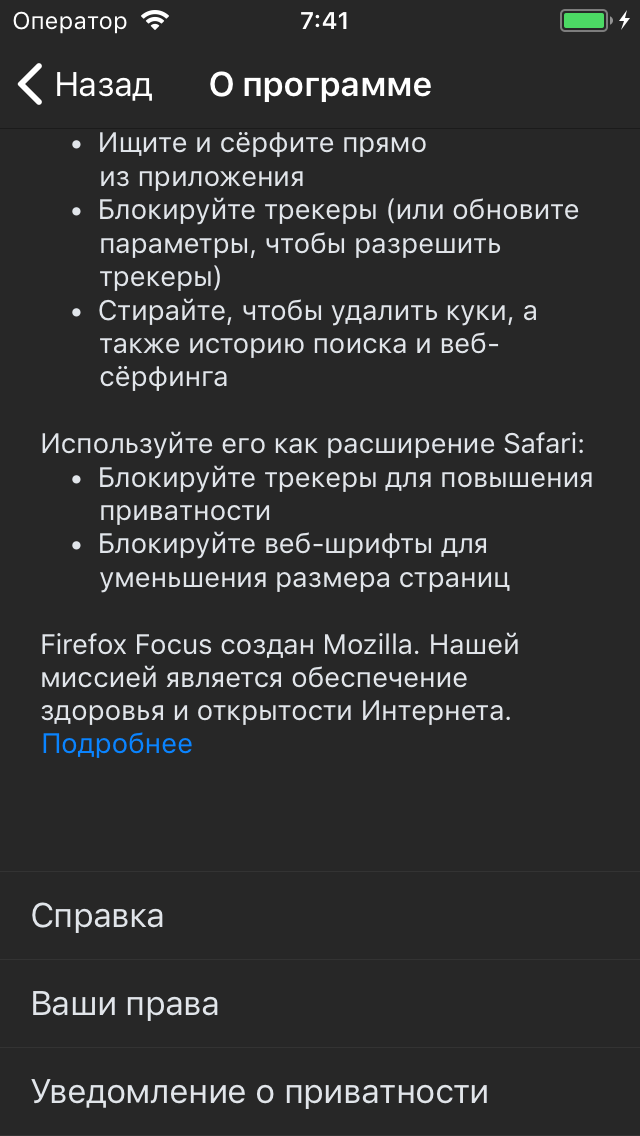 Оператор 7:41
Назад О программе
• Ищите и сёрфите прямо
из приложения
• Блокируйте трекеры (или обновите
параметры, чтобы разрешить
трекеры)
• Стирайте, чтобы удалить куки, а
также историю поиска и веб-
сёрфинга
Используйте его как расширение Safari:
• Блокируйте трекеры для повышения
приватности
• Блокируйте веб-шрифты для
уменьшения размера страниц
Firefox Focus создан Mozilla. Нашей
миссией является обеспечение
здоровья и открытости Интернета.
Подробнее
Справка
Ваши права
Уведомление о приватности